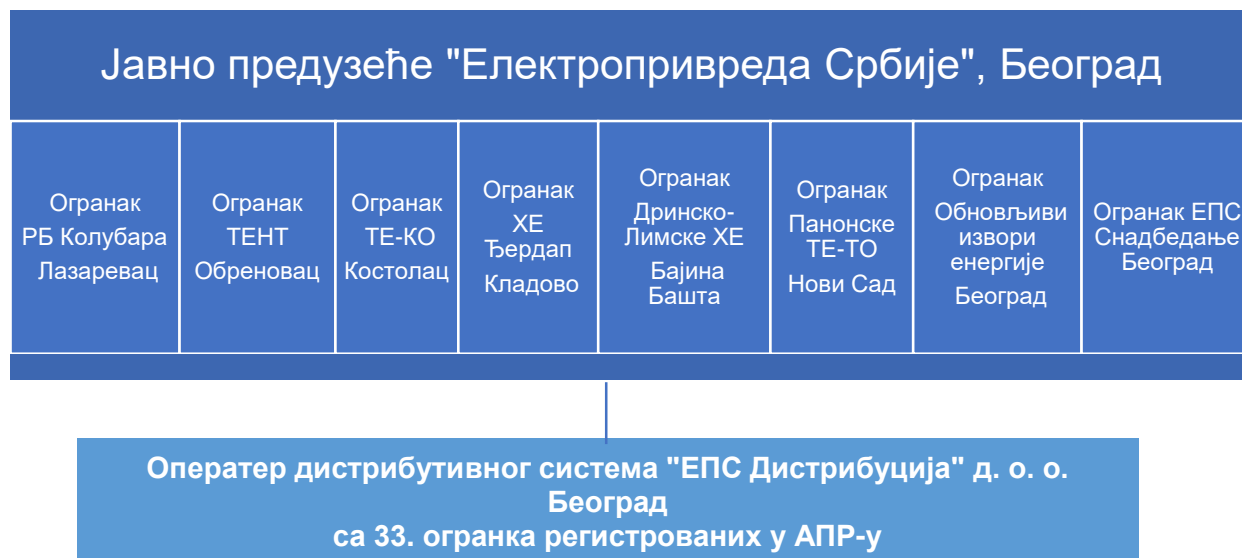 Јавно предузеће "Електропривреда Србије", Београд
Огранак
РБ Колубара
Лазаревац
Огранак
ТЕНТ
Обреновац
Огранак
ТЕ-КО
Костолац
Огранак
ХЕ
Ђердап
Кладово
Огранак
Дринско-
Лимске ХЕ
Бајина
Башта
Огранак
Панонске
ТЕ-ТО
Нови Сад
Огранак
Обновљиви
извори
енергије
Београд
Огранак ЕПС
Снадбедање
Београд
Оператер дистрибутивног система "ЕПС Дистрибуција" д. о. о.
Београд
са 33. огранка регистрованих у АПР-у